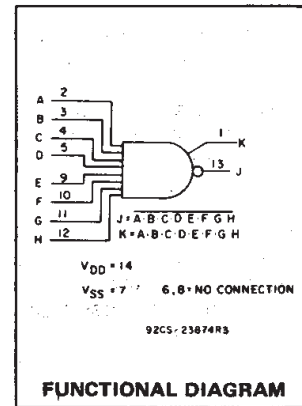 A 2
B 3
C 4
D 5
E 9
F 10
G 11
H 12
1 K
13 J
J=A·B·C·D·E·F·G·H
K=A·B·C·D·E·F·G·H
VDD = 14
VSS = 7 6,8= NO CONNECTION
92CS-23874R3
FUNCTIONAL DIAGRAM